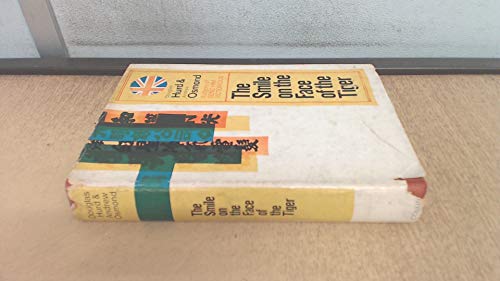 Hurd &
Osmond
The
Smile
on the
Face
of the
Tiger
Douglas
Hurd &
Andrew
Osmond
The
Smile
on
the
Face
of
the
Tiger